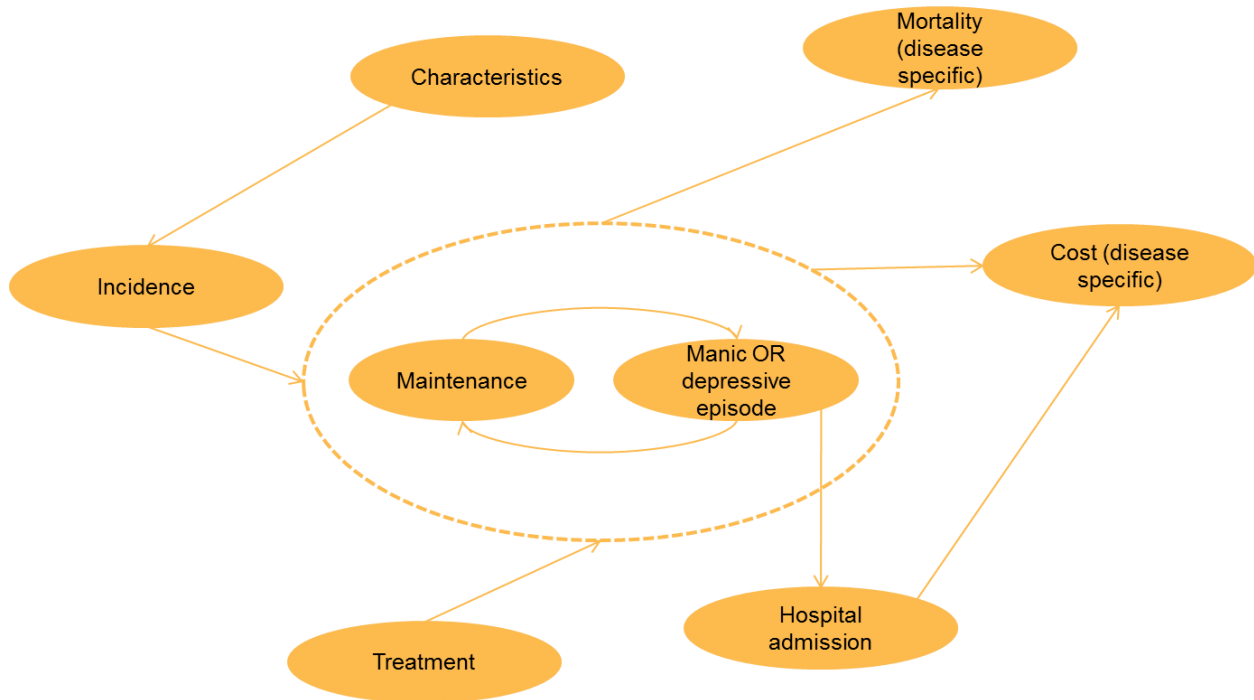 Mortality
(disease
specific)
Characteristics
Cost (disease
specific)
Incidence
Maintenance
Manic OR
depressive
episode
Hospital
admission
Treatment